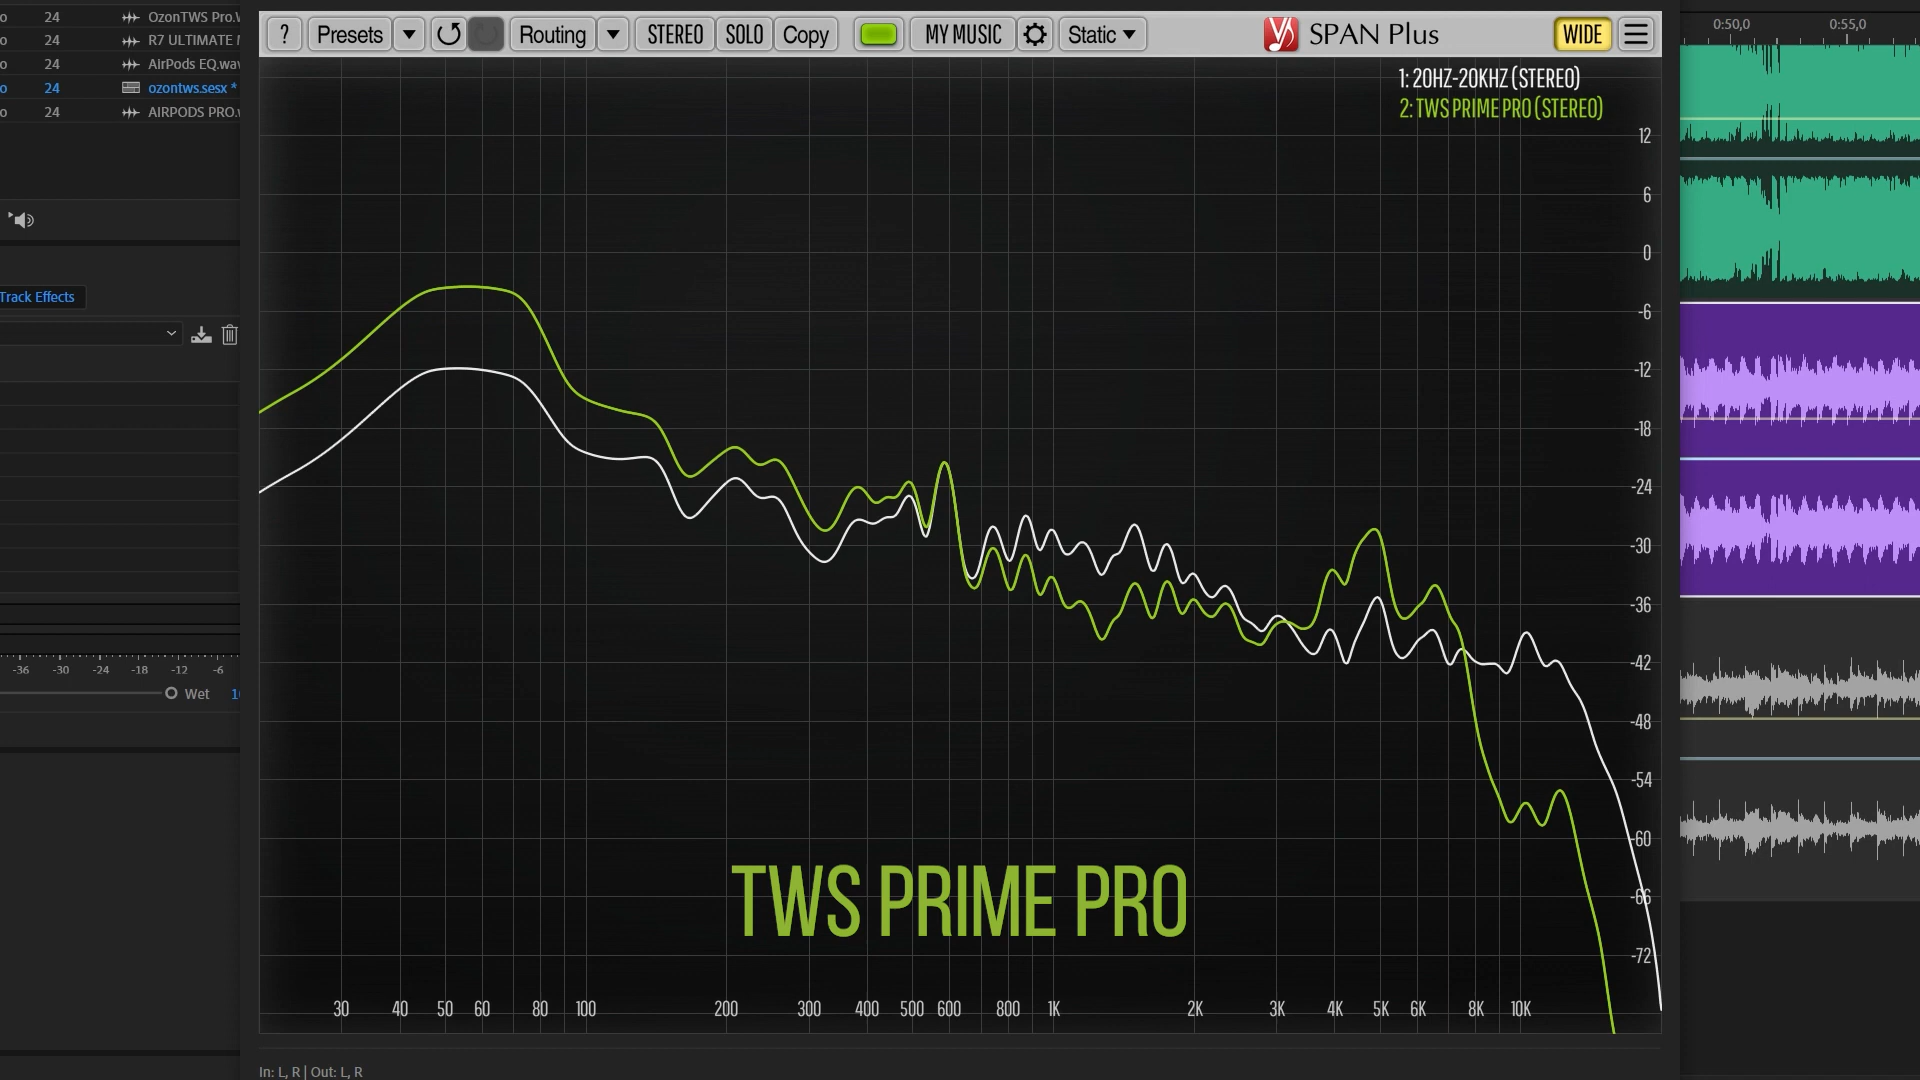 24 OzonTWS Pro.
24 R7 ULTIMATE
24 AirPods EQ.wav
24 ozontws.sesx *
24 AIRPODS PRO.
? Presets Routing STEREO SOLO Copy MY MUSIC Static SPAN Plus WIDE
0:50,0 0:55,0
1: 20HZ-20KHZ (STEREO)
2: TWS PRIME PRO (STEREO)
12
6
0
-6
-12
-18
-24
-30
-36
-42
-48
-54
-60
-66
-72
Track Effects
-36 -30 -24 -18 -12 -6
Wet
TWS PRIME PRO
30 40 50 60 80 100 200 300 400 500 600 800 1K 2K 3K 4K 5K 6K 8K 10K
In: L, R | Out: L, R